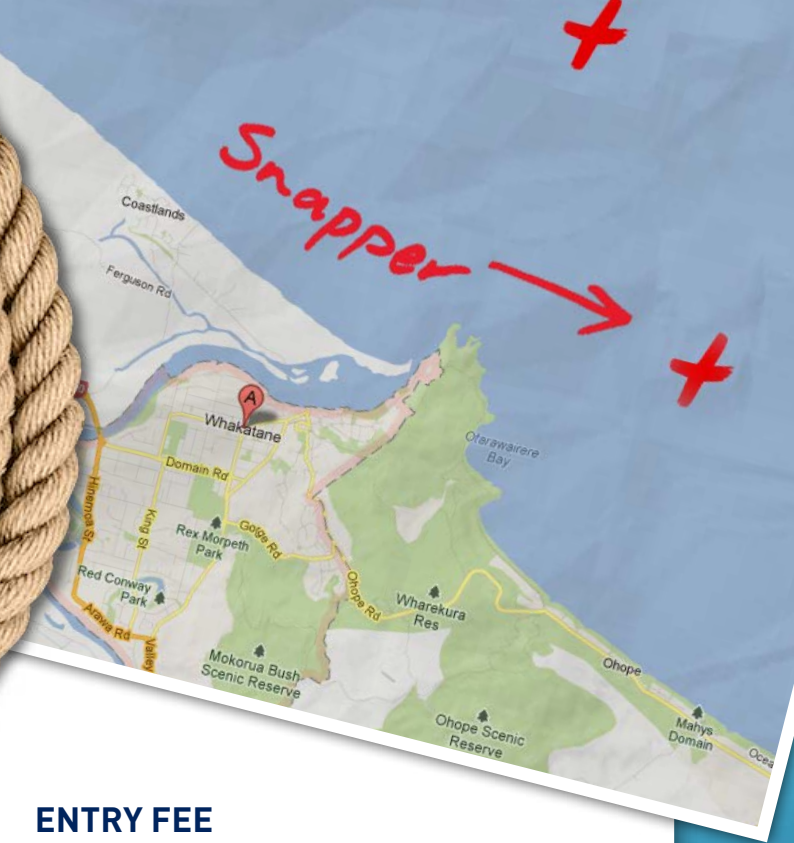 Snapper
Coastlands
Ferguson Rd
A
Whakatane
Otarawairere
Bay
Domain Rd
Hinemoa St
King St
Rex Morpeth
Park
Gorge Rd
Red Conway
Park
Ohope Rd
Wharekura
Res
Arawa Rd
Valley
Mokorua Bush
Scenic Reserve
Ohope
Mahys
Domain
Ohope Scenic
Reserve
ENTRY FEE